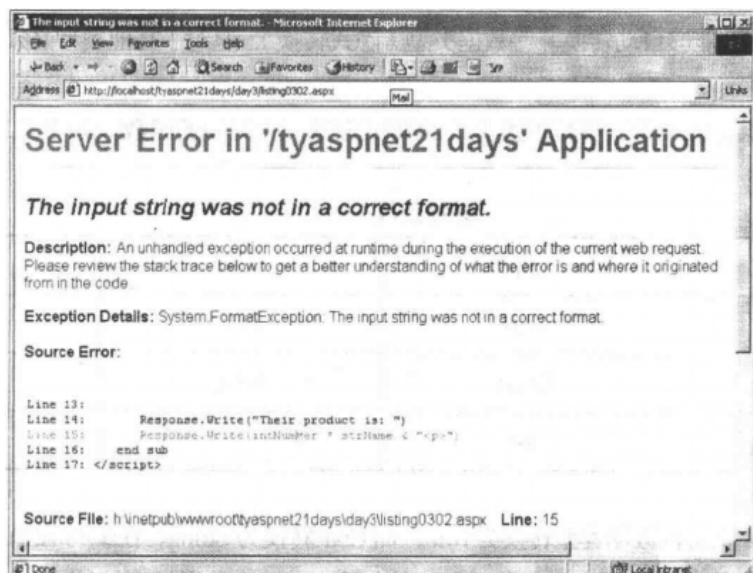 The input string was not in a correct format. - Microsoft Internet Explorer
File Edit View Favorites Tools Help
Back Search Favorites History
Address http://localhost/tyaspnet21days/day3/listing0302.aspx Links
Mail
Server Error in '/tyaspnet21days' Application
The input string was not in a correct format.
Description: An unhandled exception occurred at runtime during the execution of the current web request.
Please review the stack trace below to get a better understanding of what the error is and where it originated
from in the code.
Exception Details: System.FormatException: The input string was not in a correct format.
Source Error:
Line 13:
Line 14: Response.Write("Their product is: ")
Line 15: Response.Write(intNumber * strName & "<p>")
Line 16: end sub
Line 17: </script>
Source File: h:\inetpub\wwwroot\tyaspnet21days\day3\listing0302.aspx Line: 15
Done Local intranet